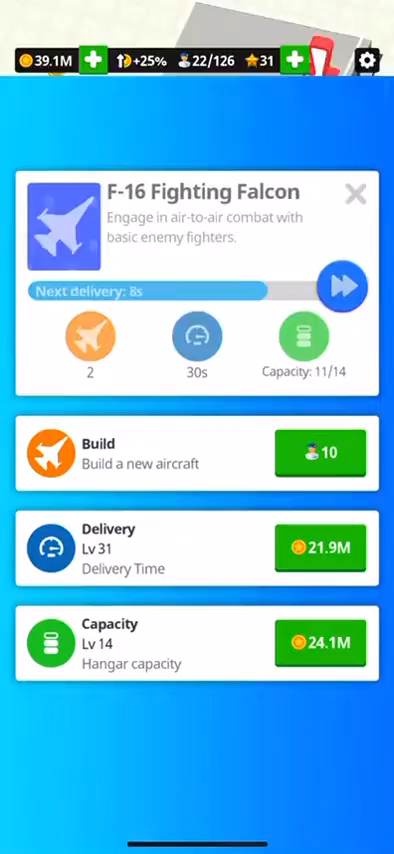 39.1M +25% 22/126 31
F-16 Fighting Falcon
Engage in air-to-air combat with
basic enemy fighters.
Next delivery: 8s
2 30s Capacity: 11/14
Build
Build a new aircraft
10
Delivery
Lv 31
Delivery Time
21.9M
Capacity
Lv 14
Hangar capacity
24.1M